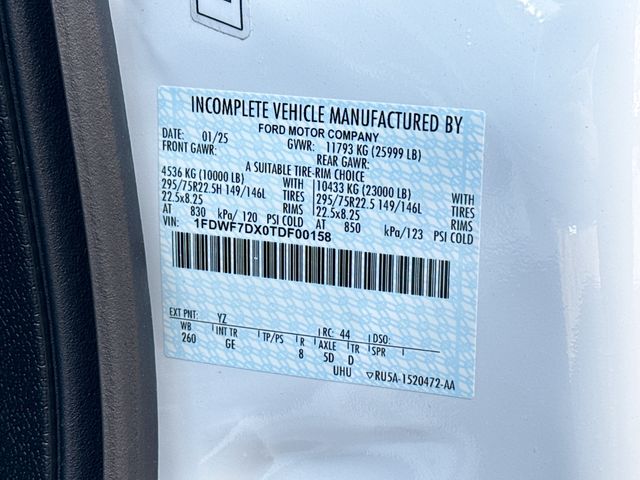 INCOMPLETE VEHICLE MANUFACTURED BY
FORD MOTOR COMPANY
DATE: 01/25 GVWR: 11793 KG (25999 LB)
FRONT GAWR: REAR GAWR:
A SUITABLE TIRE-RIM CHOICE
4536 KG (10000 LB) WITH 10433 KG (23000 LB) WITH
295/75R22.5 149/146L TIRES 295/75R22.5 149/146L TIRES
22.5x8.25 RIMS 22.5x8.25 RIMS
AT 830 kPa/ 120 PSI COLD AT 850 kPa/123 PSI COLD
VIN: 1FDWF7DX0TDF00158
EXT PNT: YZ RC: 44 DSO:
WB INT TR TP/PS R AXLE TR SPR
260 GE 8 5D D
UHU RU5A-1520472-AA